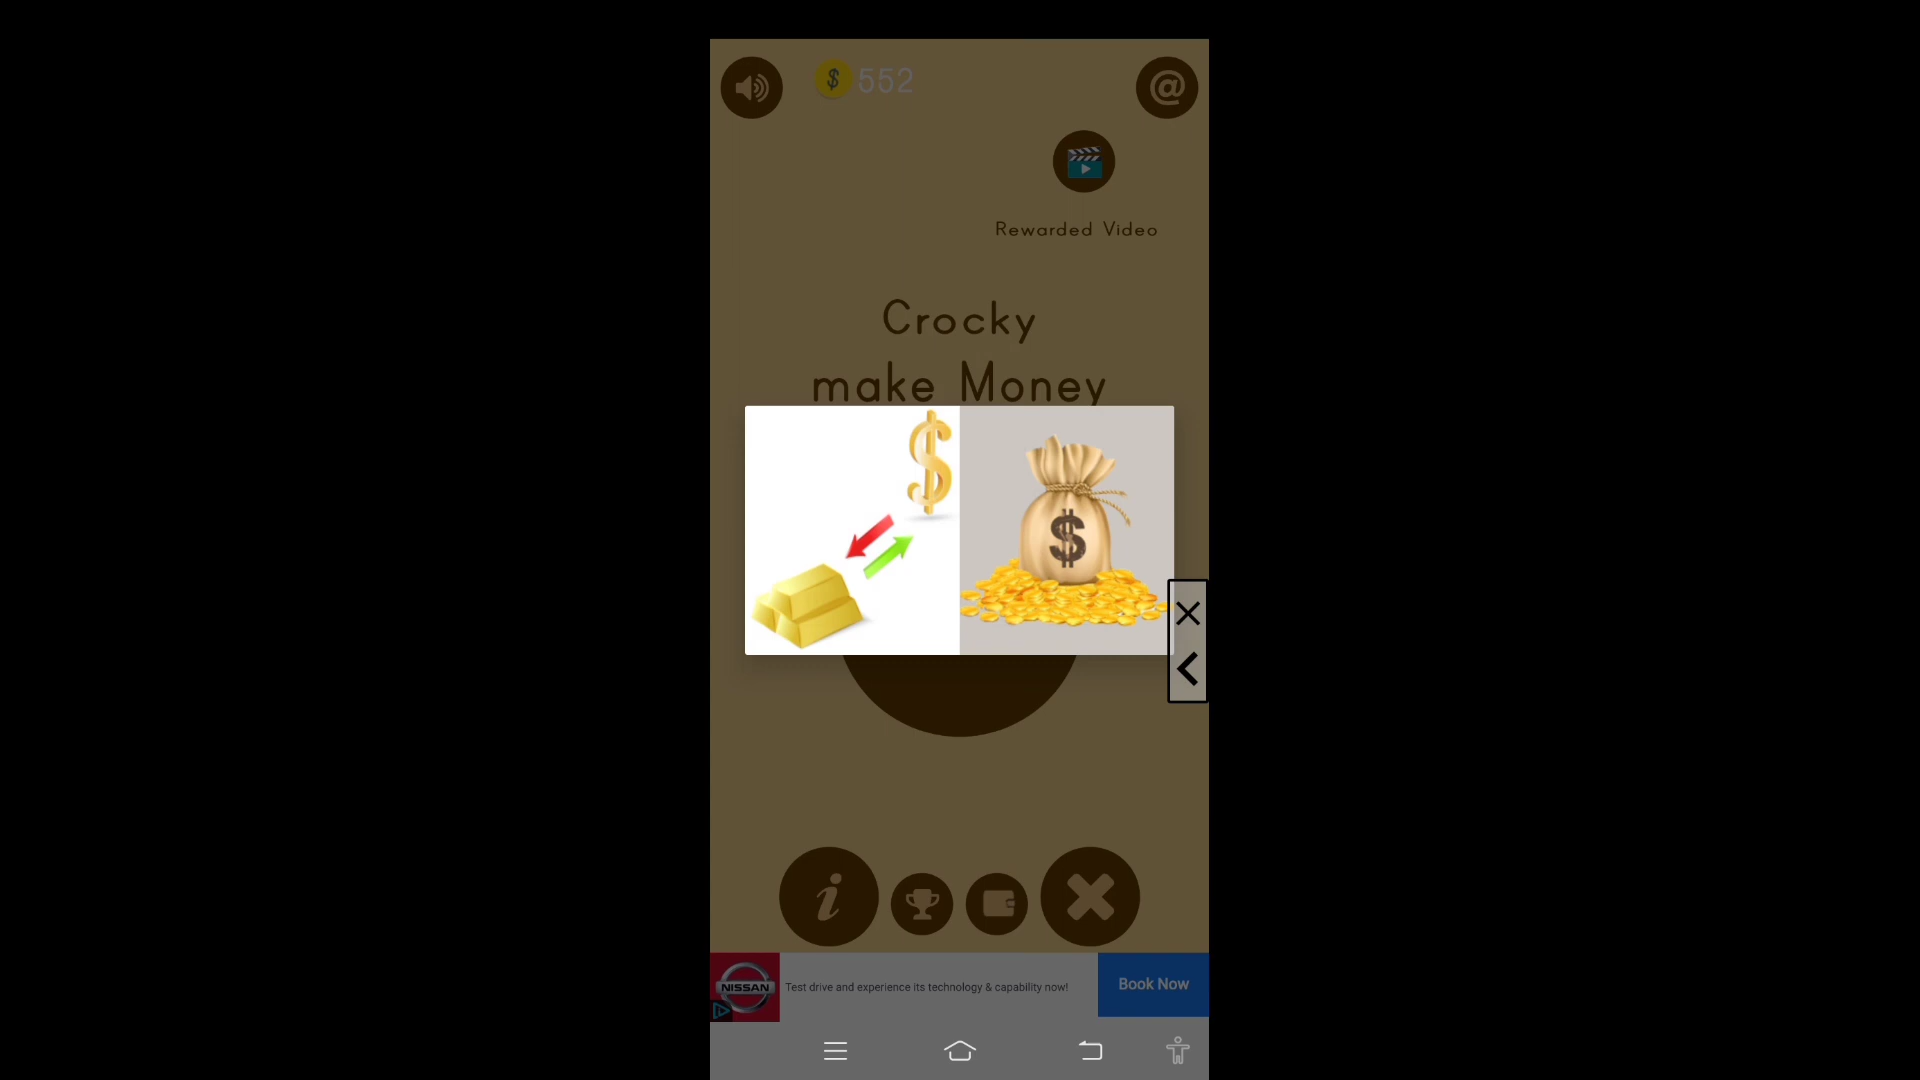 552
@
Rewarded Video
Crocky
make Money
$
$
i
NISSAN
Test drive and experience its technology & capability now!
Book Now